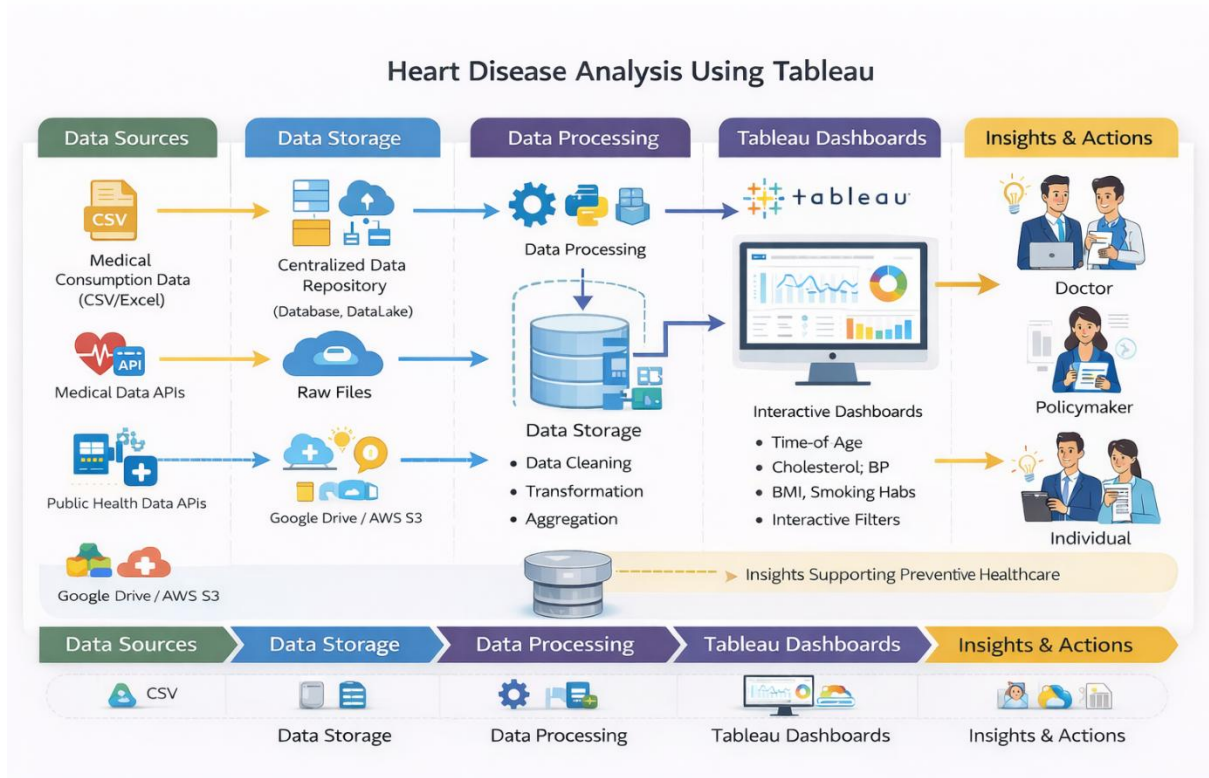 Heart Disease Analysis Using Tableau
Data Sources
Data Storage
Data Processing
Tableau Dashboards
Insights & Actions
CSV
Medical
Consumption Data
(CSV/Excel)
API
Medical Data APIs
Public Health Data APIs
Google Drive / AWS S3
Centralized Data
Repository
(Database, DataLake)
Raw Files
Google Drive / AWS S3
Data Processing
Data Storage
• Data Cleaning
• Transformation
• Aggregation
+ableau
Interactive Dashboards
• Time-of Age
• Cholesterol; BP
• BMI, Smoking Habs
• Interactive Filters
Doctor
Policymaker
Individual
Insights Supporting Preventive Healthcare
Data Sources
Data Storage
Data Processing
Tableau Dashboards
Insights & Actions
CSV
Data Storage
Data Processing
Tableau Dashboards
Insights & Actions